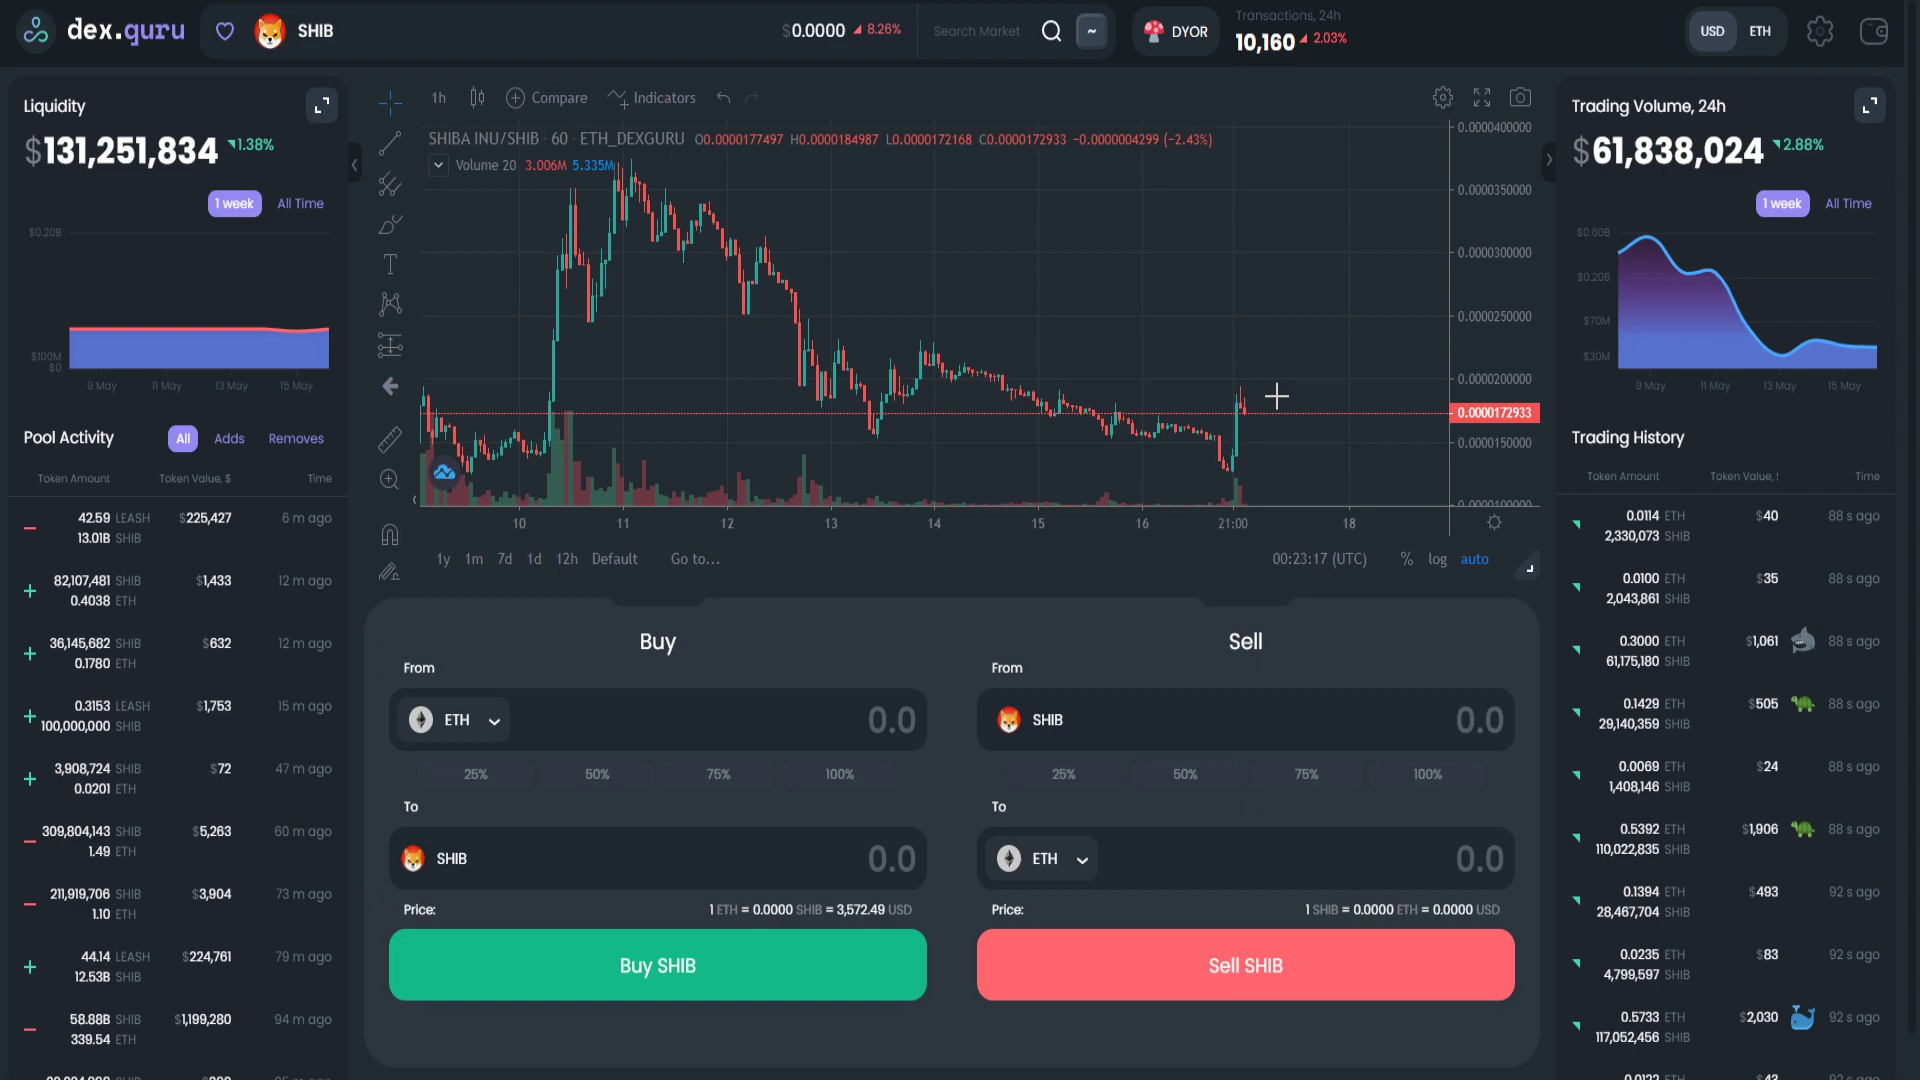 dex.guru
SHIB
$0.0000 8.26%
Search Market
~
DYOR
Transactions, 24h
10,160 2.03%
USD ETH
Liquidity
$131,251,834 1.38%
1 week All Time
$0.20B
$100M
$0
9 May 11 May 13 May 15 May
Pool Activity All Adds Removes
Token Amount Token Value, $ Time
42.59 LEASH $225,427 6 m ago
13.01B SHIB
82,107,481 SHIB $1,433 12 m ago
0.4038 ETH
36,145,682 SHIB $632 12 m ago
0.1780 ETH
0.3153 LEASH $1,753 15 m ago
100,000,000 SHIB
3,908,724 SHIB $72 47 m ago
0.0201 ETH
309,804,143 SHIB $5,263 60 m ago
1.49 ETH
211,919,706 SHIB $3,904 73 m ago
1.10 ETH
44.14 LEASH $224,761 79 m ago
12.53B SHIB
58.88B SHIB $1,199,280 94 m ago
339.54 ETH
1h Compare Indicators
SHIBA INU/SHIB · 60 · ETH_DEXGURU O0.0000177497 H0.0000184987 L0.0000172168 C0.0000172933 −0.0000004299 (−2.43%)
Volume 20 3.006M 5.335M
0.0000400000
0.0000350000
0.0000300000
0.0000250000
0.0000200000
0.0000172933
0.0000150000
0.0000100000
10 11 12 13 14 15 16 21:00 18
1y 1m 7d 1d 12h Default Go to... 00:23:17 (UTC) % log auto
Buy
From
ETH 0.0
25% 50% 75% 100%
To
SHIB 0.0
Price: 1 ETH = 0.0000 SHIB = 3,572.49 USD
Buy SHIB
Sell
From
SHIB 0.0
25% 50% 75% 100%
To
ETH 0.0
Price: 1 SHIB = 0.0000 ETH = 0.0000 USD
Sell SHIB
Trading Volume, 24h
$61,838,024 2.88%
1 week All Time
$0.60B
$0.20B
$70M
$30M
9 May 11 May 13 May 15 May
Trading History
Token Amount Token Value, Time
0.0114 ETH $40 88 s ago
2,330,073 SHIB
0.0100 ETH $35 88 s ago
2,043,861 SHIB
0.3000 ETH $1,061 88 s ago
61,175,180 SHIB
0.1429 ETH $505 88 s ago
29,140,359 SHIB
0.0069 ETH $24 88 s ago
1,408,146 SHIB
0.5392 ETH $1,906 88 s ago
110,022,835 SHIB
0.1394 ETH $493 92 s ago
28,467,704 SHIB
0.0235 ETH $83 92 s ago
4,799,597 SHIB
0.5733 ETH $2,030 92 s ago
117,052,456 SHIB